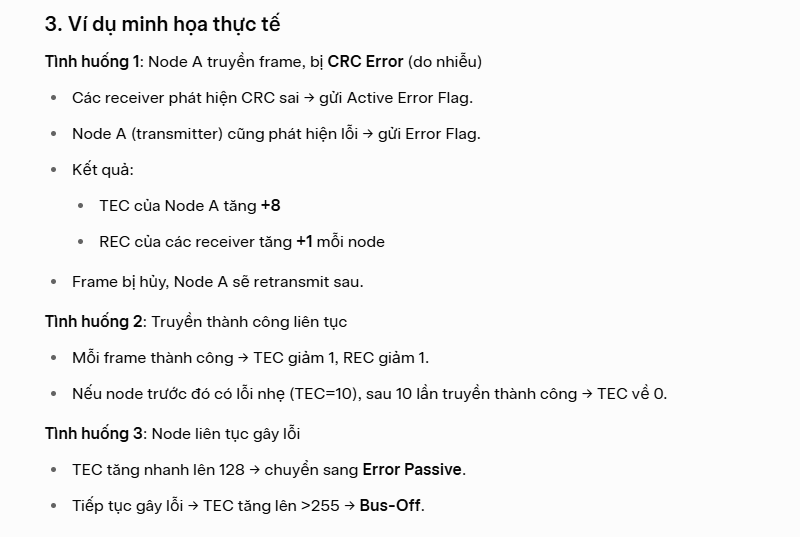 3. Ví dụ minh họa thực tế
Tình huống 1: Node A truyền frame, bị CRC Error (do nhiễu)
• Các receiver phát hiện CRC sai → gửi Active Error Flag.
• Node A (transmitter) cũng phát hiện lỗi → gửi Error Flag.
• Kết quả:
• TEC của Node A tăng +8
• REC của các receiver tăng +1 mỗi node
• Frame bị hủy, Node A sẽ retransmit sau.
Tình huống 2: Truyền thành công liên tục
• Mỗi frame thành công → TEC giảm 1, REC giảm 1.
• Nếu node trước đó có lỗi nhẹ (TEC=10), sau 10 lần truyền thành công → TEC về 0.
Tình huống 3: Node liên tục gây lỗi
• TEC tăng nhanh lên 128 → chuyển sang Error Passive.
• Tiếp tục gây lỗi → TEC tăng lên >255 → Bus-Off.